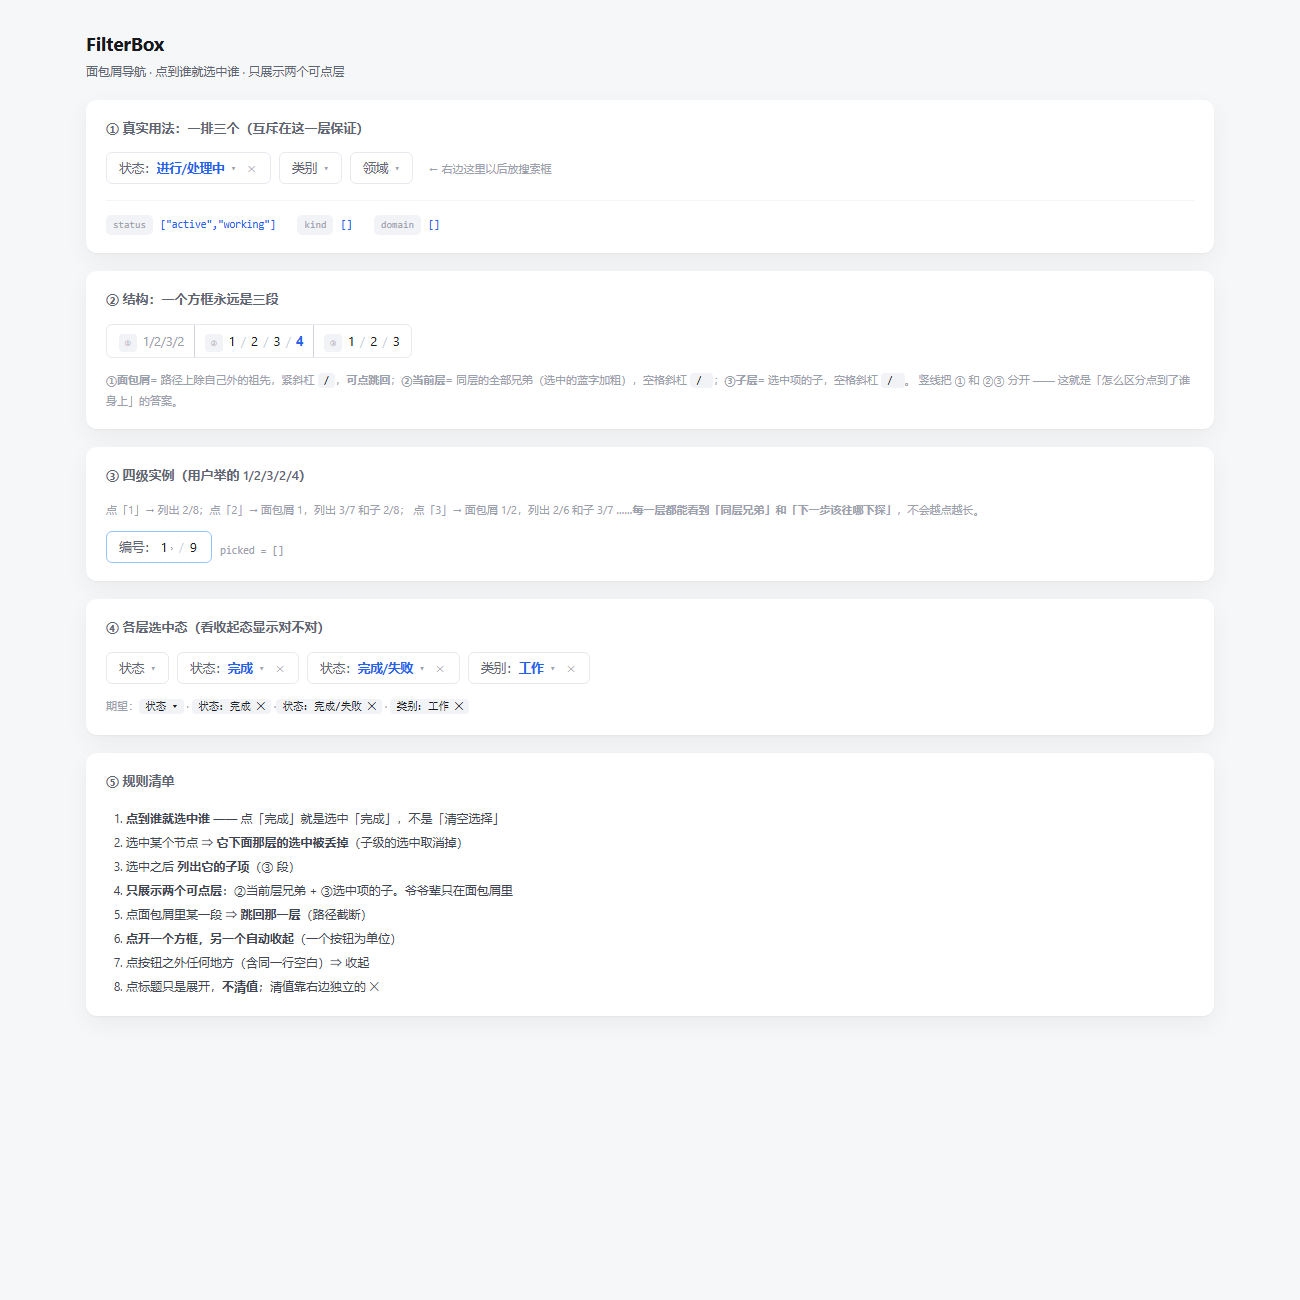 FilterBox
面包屑导航 · 点到谁就选中谁 · 只展示两个可点层
① 真实用法：一排三个（互斥在这一层保证）
状态：进行/处理中 ▾ × 类别 ▾ 领域 ▾ ← 右边这里以后放搜索框
status ["active","working"] kind [] domain []
② 结构：一个方框永远是三段
① 1/2/3/2 ② 1 / 2 / 3 / 4 ③ 1 / 2 / 3
①面包屑= 路径上除自己外的祖先，紧斜杠 / ，可点跳回；②当前层= 同层的全部兄弟（选中的蓝字加粗），空格斜杠 / ；③子层= 选中项的子，空格斜杠 / 。 竖线把 ① 和 ②③ 分开 —— 这就是「怎么区分点到了谁
身上」的答案。
③ 四级实例（用户举的 1/2/3/2/4）
点「1」→ 列出 2/8；点「2」→ 面包屑 1，列出 3/7 和子 2/8； 点「3」→ 面包屑 1/2，列出 2/6 和子 3/7 ……每一层都能看到「同层兄弟」和「下一步该往哪下探」，不会越点越长。
编号： 1 › / 9 picked = []
④ 各层选中态（看收起态显示对不对）
状态 ▾ 状态：完成 ▾ × 状态：完成/失败 ▾ × 类别：工作 ▾ ×
期望： 状态 ▾ · 状态：完成 ✕ · 状态：完成/失败 ✕ · 类别：工作 ✕
⑤ 规则清单
1. 点到谁就选中谁 —— 点「完成」就是选中「完成」，不是「清空选择」
2. 选中某个节点 ⇒ 它下面那层的选中被丢掉（子级的选中取消掉）
3. 选中之后 列出它的子项（③ 段）
4. 只展示两个可点层：②当前层兄弟 + ③选中项的子。爷爷辈只在面包屑里
5. 点面包屑里某一段 ⇒ 跳回那一层（路径截断）
6. 点开一个方框，另一个自动收起（一个按钮为单位）
7. 点按钮之外任何地方（含同一行空白）⇒ 收起
8. 点标题只是展开，不清值；清值靠右边独立的 ✕